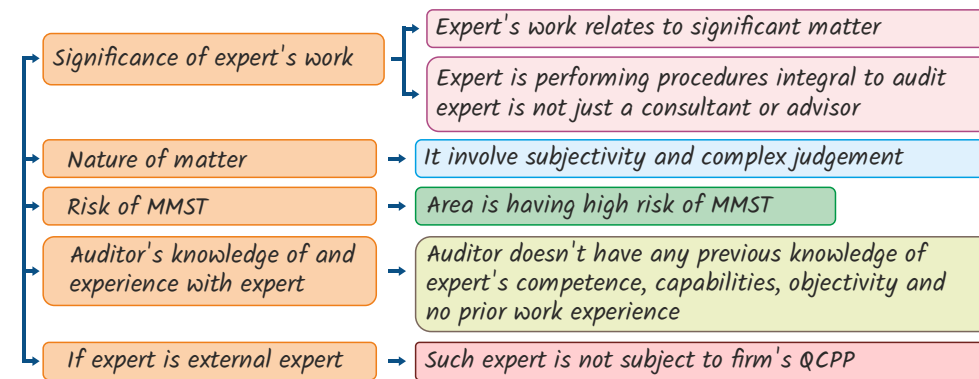 Significance of expert's work
Expert's work relates to significant matter
Expert is performing procedures integral to audit
expert is not just a consultant or advisor
Nature of matter
It involve subjectivity and complex judgement
Risk of MMST
Area is having high risk of MMST
Auditor's knowledge of and
experience with expert
Auditor doesn't have any previous knowledge of
expert's competence, capabilities, objectivity and
no prior work experience
If expert is external expert
Such expert is not subject to firm's QCPP